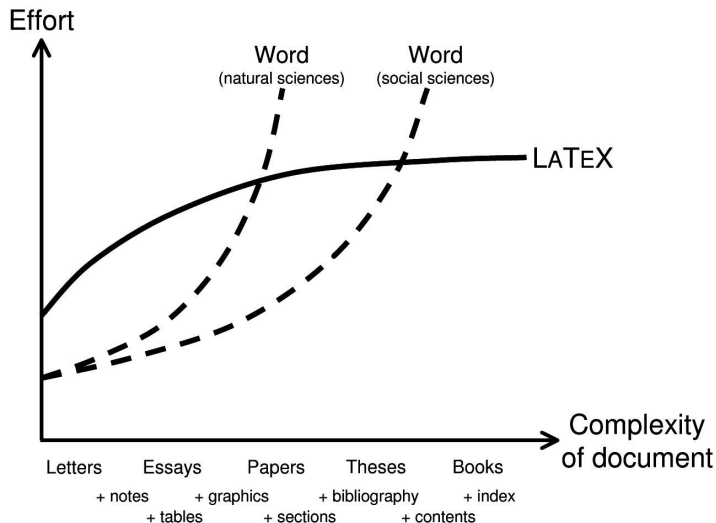 Effort
Word
(natural sciences)
Word
(social sciences)
LATEX
Complexity
of document
Letters Essays Papers Theses Books
+ notes + graphics + bibliography + index
+ tables + sections + contents